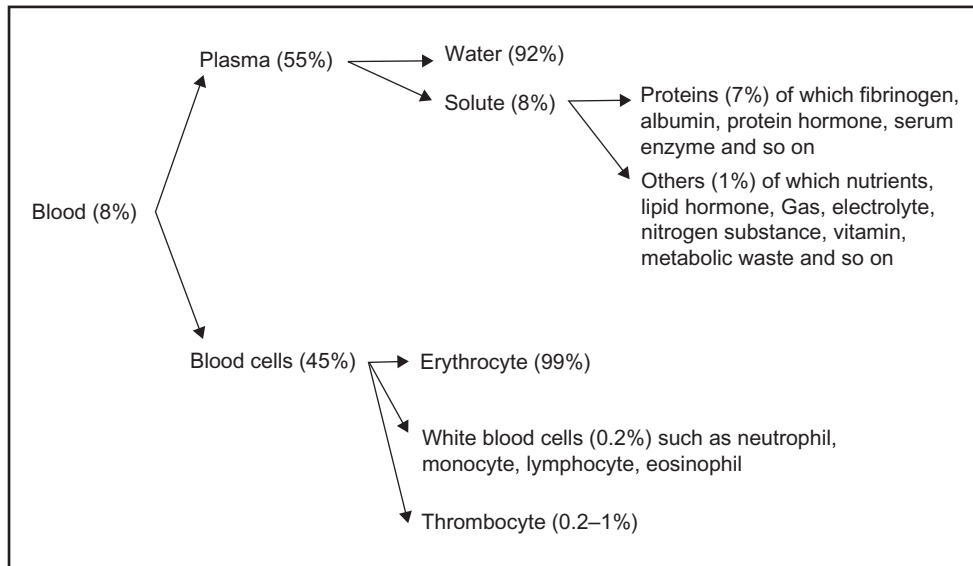 Plasma (55%)
Water (92%)
Solute (8%)
Proteins (7%) of which fibrinogen,
albumin, protein hormone, serum
enzyme and so on
Others (1%) of which nutrients,
lipid hormone, Gas, electrolyte,
nitrogen substance, vitamin,
metabolic waste and so on
Blood (8%)
Blood cells (45%)
Erythrocyte (99%)
White blood cells (0.2%) such as neutrophil,
monocyte, lymphocyte, eosinophil
Thrombocyte (0.2–1%)